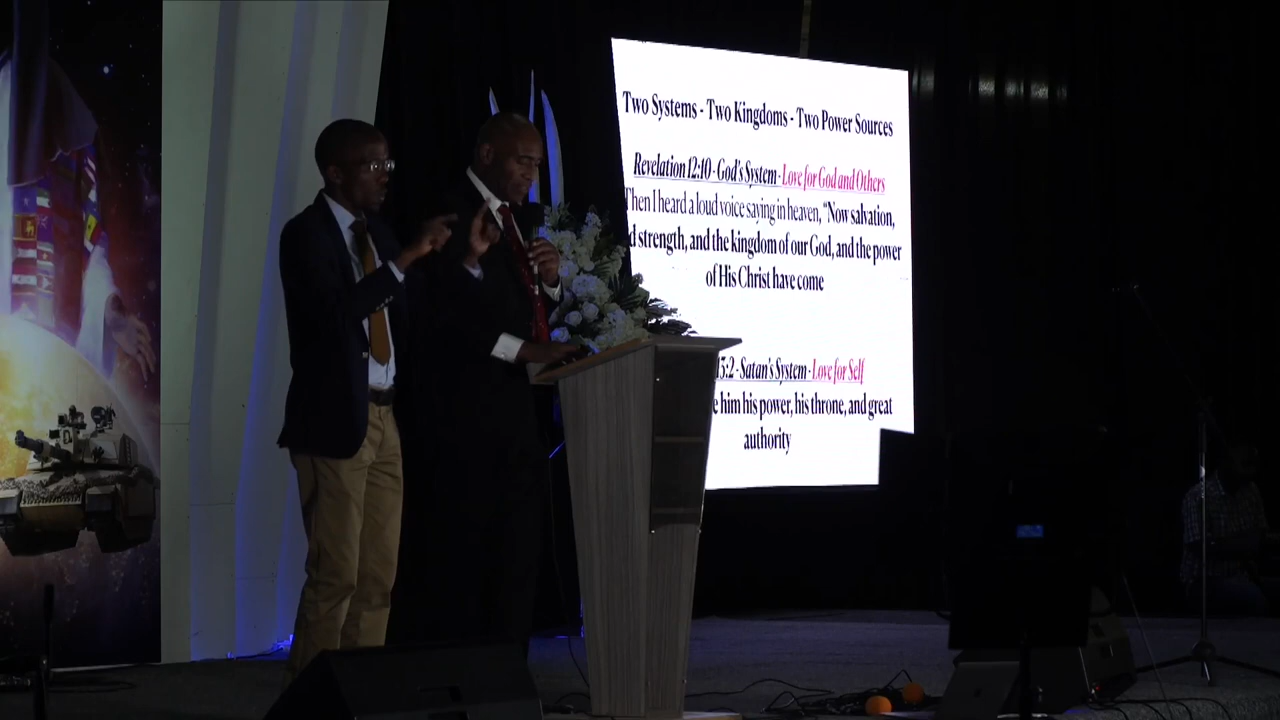 Two Systems - Two Kingdoms - Two Power Sources
Revelation 12:10 - God's System - Love for God and Others
Then I heard a loud voice saying in heaven, "Now salvation,
strength, and the kingdom of our God, and the power
of His Christ have come
13:2 - Satan's System - Love for Self
him his power, his throne, and great
authority